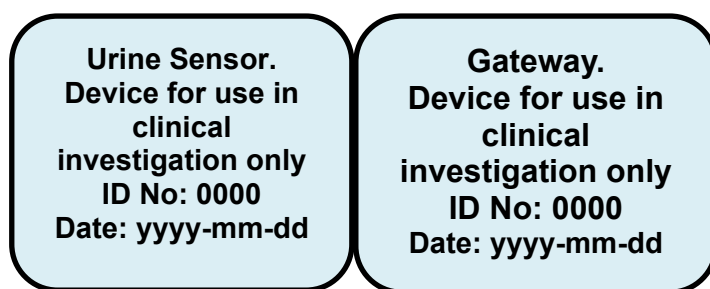 Urine Sensor.
Device for use in
clinical
investigation only
ID No: 0000
Date: yyyy-mm-dd
Gateway.
Device for use in
clinical
investigation only
ID No: 0000
Date: yyyy-mm-dd